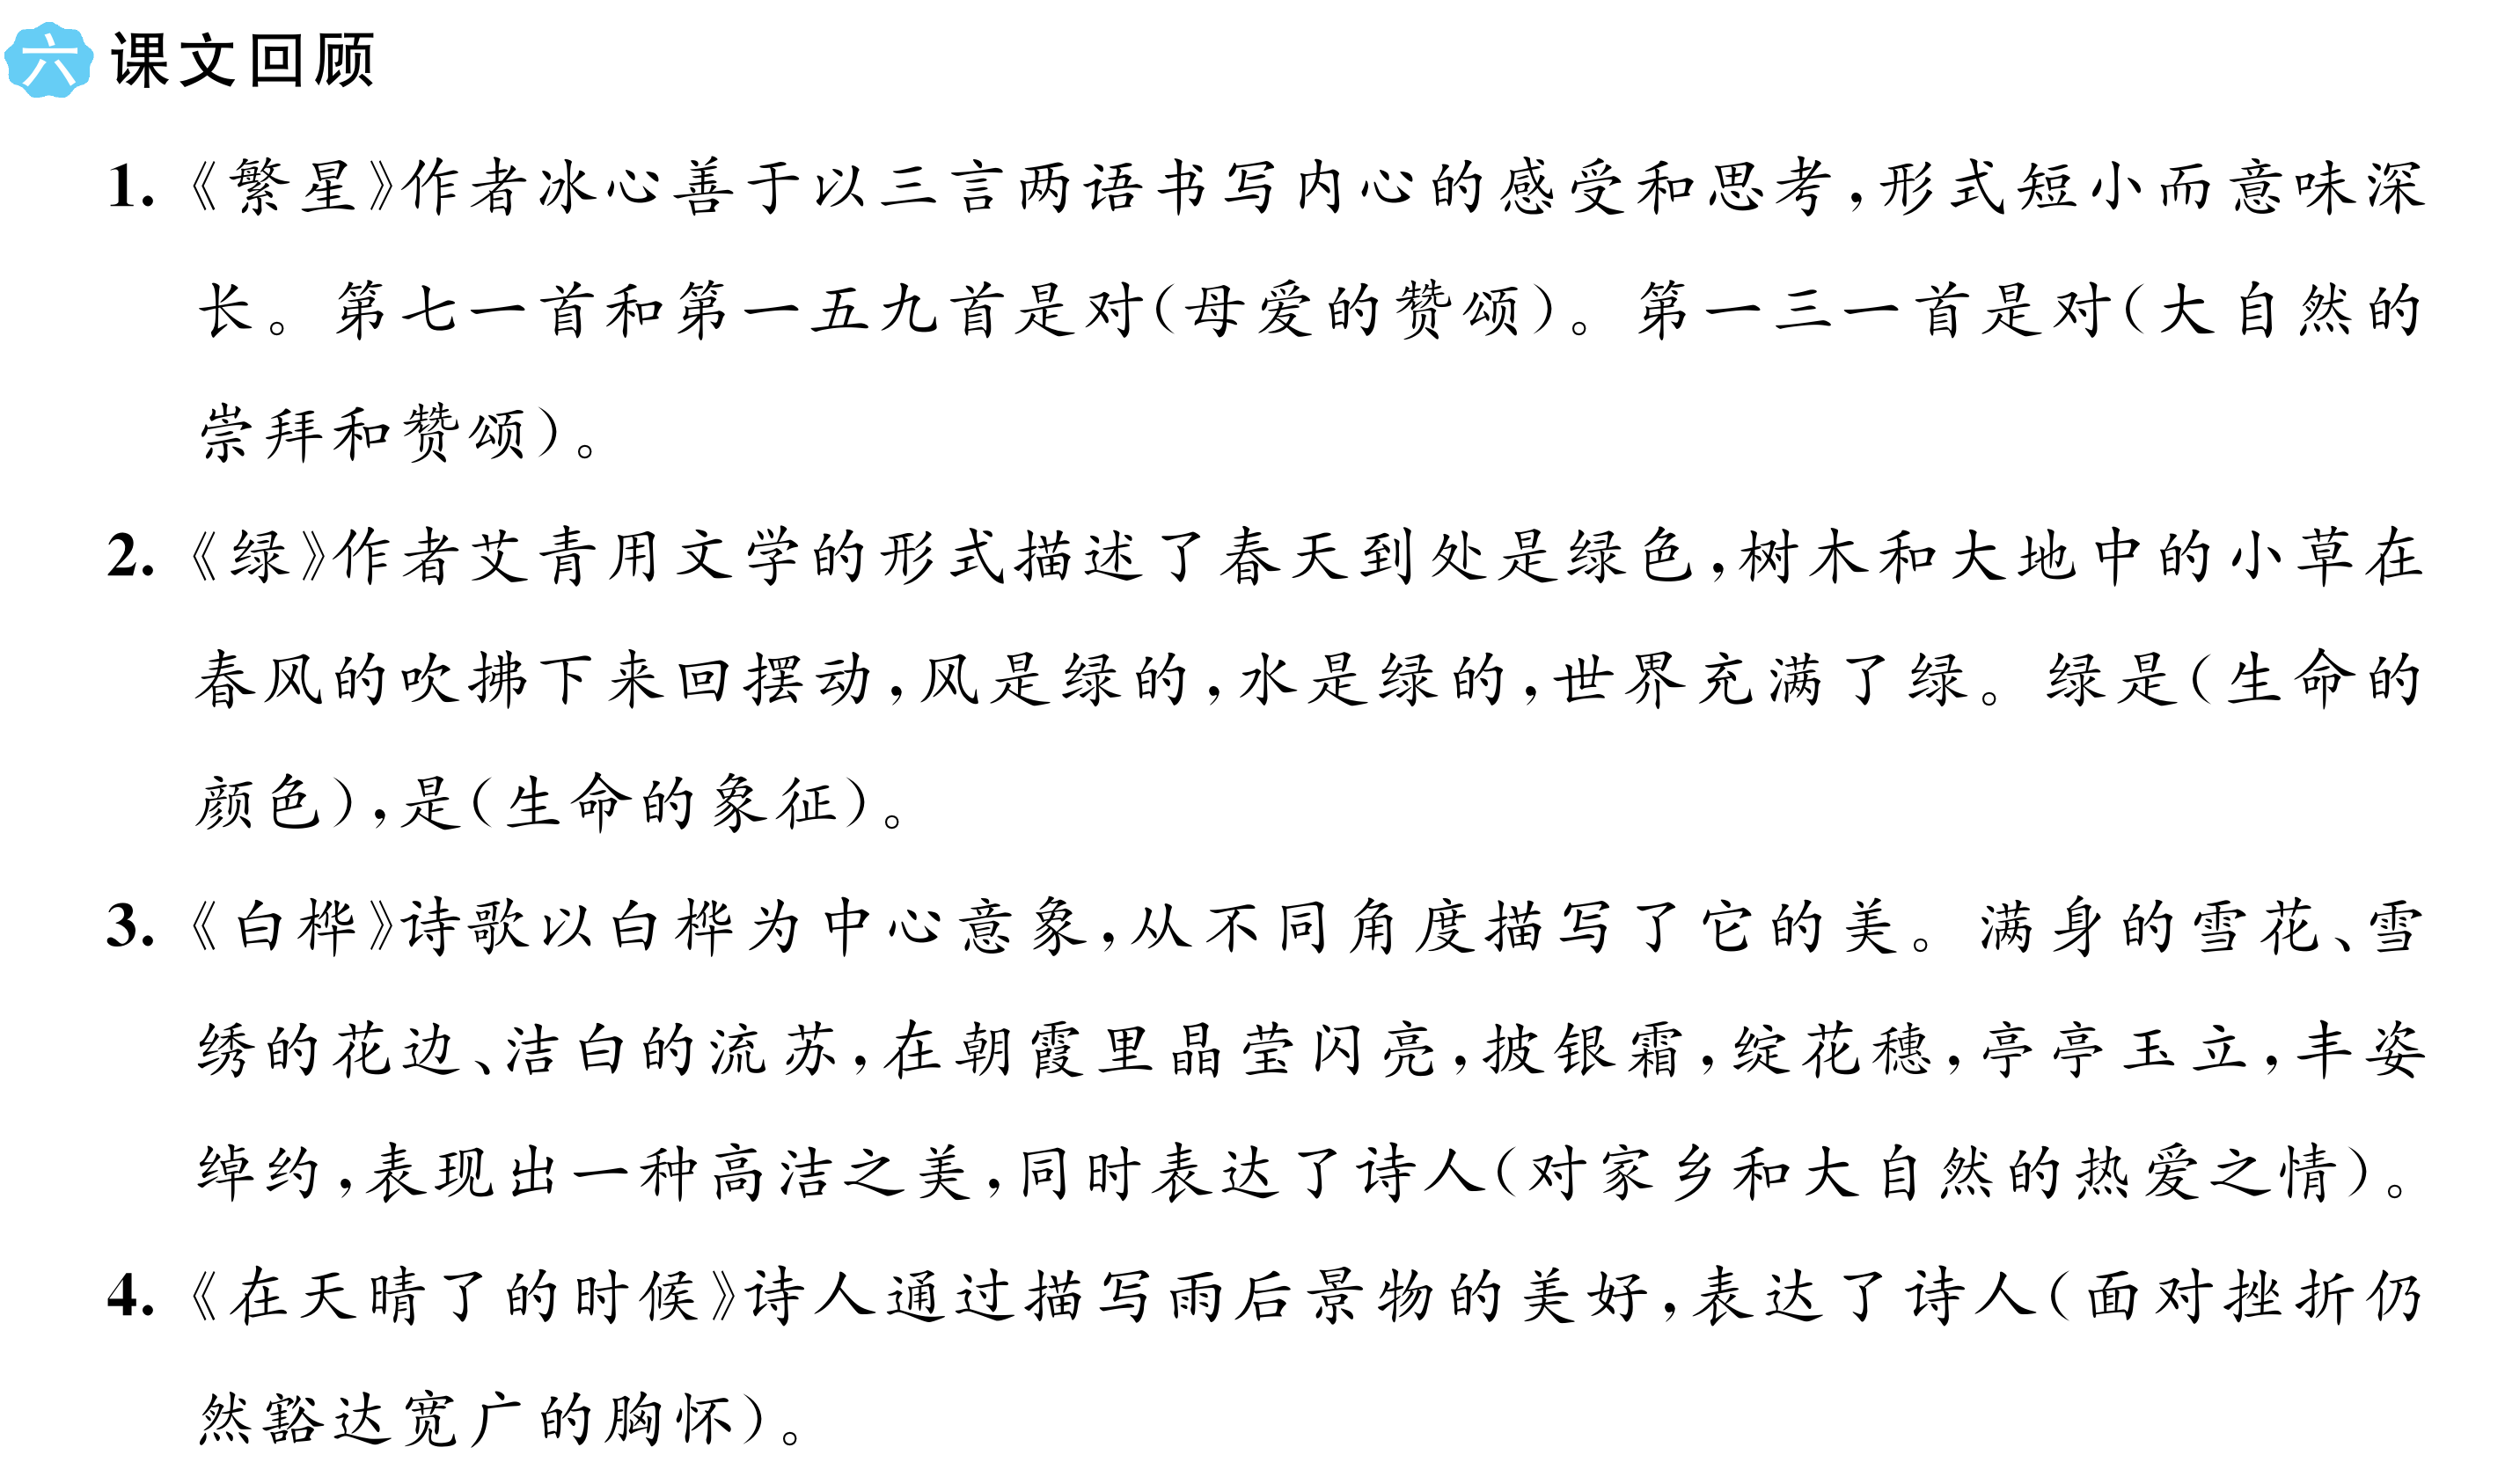 六 课文回顾
1.《繁星》作者冰心善于以三言两语书写内心的感受和思考,形式短小而意味深
长。第七一首和第一五九首是对(母爱的赞颂)。第一三一首是对(大自然的
崇拜和赞颂)。
2.《绿》作者艾青用文学的形式描述了春天到处是绿色,树木和大地中的小草在
春风的吹拂下来回摆动,风是绿的,水是绿的,世界充满了绿。绿是(生命的
颜色),是(生命的象征)。
3.《白桦》诗歌以白桦为中心意象,从不同角度描写了它的美。满身的雪花、雪
绣的花边、洁白的流苏,在朝霞里晶莹闪亮,披银霜,绽花穗,亭亭玉立,丰姿
绰约,表现出一种高洁之美,同时表达了诗人(对家乡和大自然的热爱之情)。
4.《在天晴了的时候》诗人通过描写雨后景物的美好,表达了诗人(面对挫折仍
然豁达宽广的胸怀)。